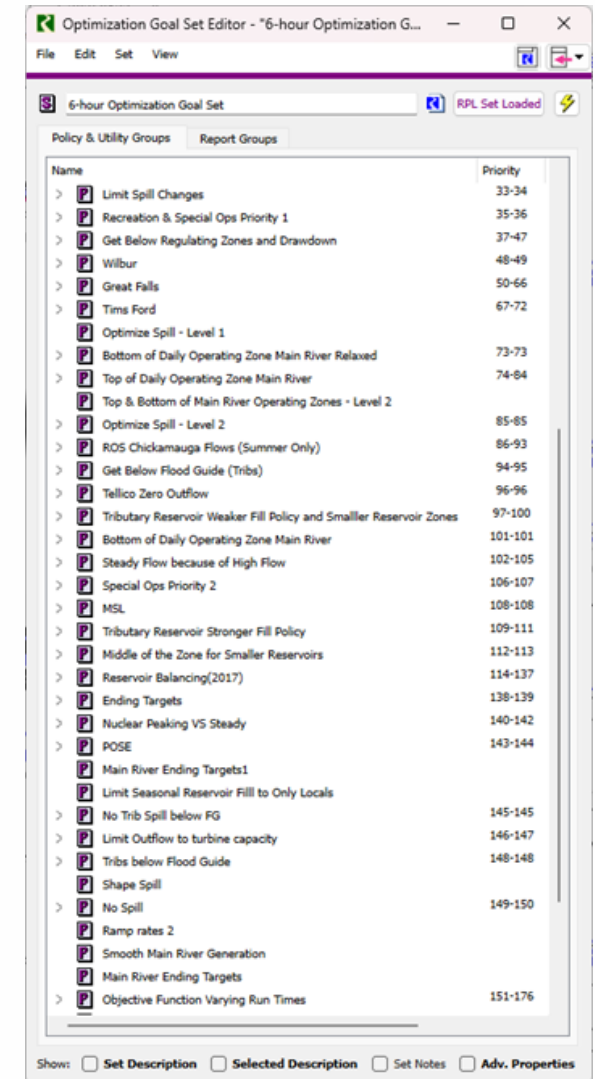 Optimization Goal Set Editor - "6-hour Optimization G...
File Edit Set View
S 6-hour Optimization Goal Set RPL Set Loaded
Policy & Utility Groups Report Groups
Name Priority
P Limit Spill Changes 33-34
P Recreation & Special Ops Priority 1 35-36
P Get Below Regulating Zones and Drawdown 37-47
P Wilbur 48-49
P Great Falls 50-66
P Tims Ford 67-72
P Optimize Spill - Level 1
P Bottom of Daily Operating Zone Main River Relaxed 73-73
P Top of Daily Operating Zone Main River 74-84
P Top & Bottom of Main River Operating Zones - Level 2
P Optimize Spill - Level 2 85-85
P ROS Chickamauga Flows (Summer Only) 86-93
P Get Below Flood Guide (Tribs) 94-95
P Tellico Zero Outflow 96-96
P Tributary Reservoir Weaker Fill Policy and Smalller Reservoir Zones 97-100
P Bottom of Daily Operating Zone Main River 101-101
P Steady Flow because of High Flow 102-105
P Special Ops Priority 2 106-107
P MSL 108-108
P Tributary Reservoir Stronger Fill Policy 109-111
P Middle of the Zone for Smaller Reservoirs 112-113
P Reservoir Balancing(2017) 114-137
P Ending Targets 138-139
P Nuclear Peaking VS Steady 140-142
P POSE 143-144
P Main River Ending Targets1
P Limit Seasonal Reservoir Filll to Only Locals
P No Trib Spill below FG 145-145
P Limit Outflow to turbine capacity 146-147
P Tribs below Flood Guide 148-148
P Shape Spill
P No Spill 149-150
P Ramp rates 2
P Smooth Main River Generation
P Main River Ending Targets
P Objective Function Varying Run Times 151-176
Show: Set Description Selected Description Set Notes Adv. Properties